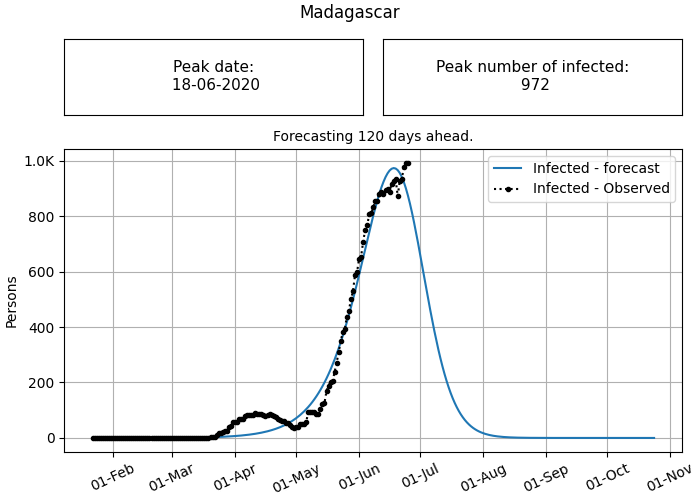 Madagascar
Peak date:
18-06-2020
Peak number of infected:
972
Forecasting 120 days ahead.
Infected - forecast
Infected - Observed
Persons
1.0K
800
600
400
200
0
01-Feb
01-Mar
01-Apr
01-May
01-Jun
01-Jul
01-Aug
01-Sep
01-Oct
01-Nov